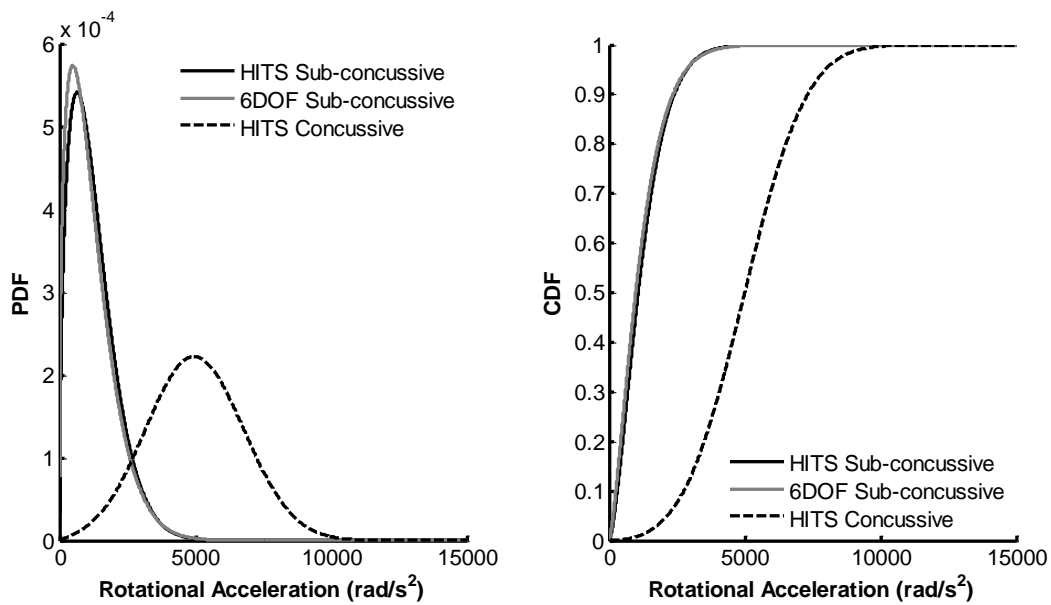 x 10^-4
6
5
4
3
2
1
0
PDF
0 5000 10000 15000
Rotational Acceleration (rad/s²)
HITS Sub-concussive
6DOF Sub-concussive
HITS Concussive
1
0.9
0.8
0.7
0.6
0.5
0.4
0.3
0.2
0.1
0
CDF
0 5000 10000 15000
Rotational Acceleration (rad/s²)
HITS Sub-concussive
6DOF Sub-concussive
HITS Concussive